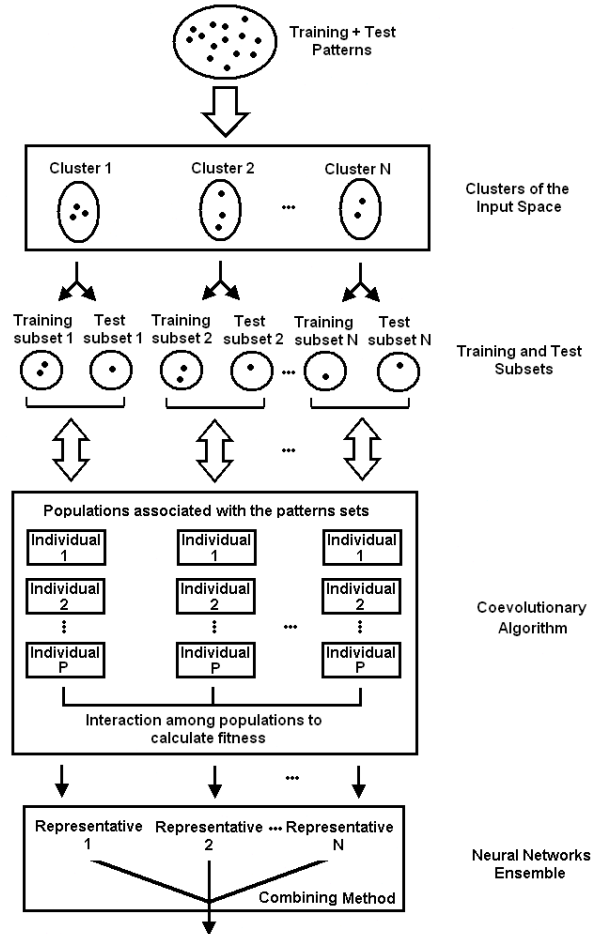 Training + Test
Patterns
Cluster 1
Cluster 2
...
Cluster N
Clusters of the
Input Space
Training
subset 1
Test
subset 1
Training
subset 2
Test
subset 2
...
Training
subset N
Test
subset N
Training and Test
Subsets
...
Populations associated with the patterns sets
Individual
1
Individual
1
Individual
1
Individual
2
Individual
2
...
Individual
2
Individual
P
Individual
P
Individual
P
Interaction among populations to
calculate fitness
Coevolutionary
Algorithm
...
Representative
1
Representative
2
...
Representative
N
Combining Method
Neural Networks
Ensemble